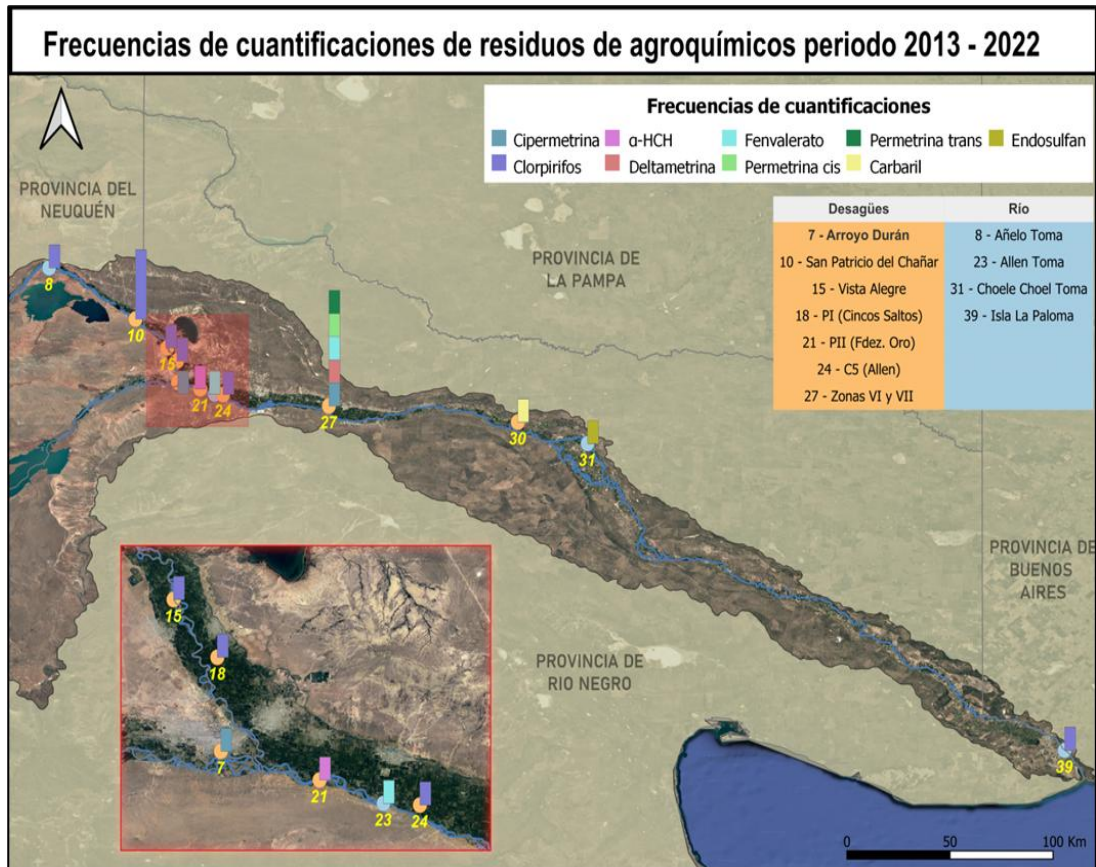 Frecuencias de cuantificaciones de residuos de agroquímicos periodo 2013 - 2022
Frecuencias de cuantificaciones
Cipermetrina α-HCH Fenvalerato Permetrina trans Endosulfan
Clorpirifos Deltametrina Permetrina cis Carbaril
PROVINCIA DEL
NEUQUÉN
Desagües Río
7 - Arroyo Durán 8 - Añelo Toma
10 - San Patricio del Chañar 23 - Allen Toma
15 - Vista Alegre 31 - Choele Choel Toma
18 - PI (Cincos Saltos) 39 - Isla La Paloma
21 - PII (Fdez. Oro)
24 - C5 (Allen)
27 - Zonas VI y VII
PROVINCIA DE
LA PAMPA
8
10
15
21
24
27
30
31
PROVINCIA DE
BUENOS
AIRES
PROVINCIA DE
RIO NEGRO
39
15
18
7
21
23
24
0 50 100 Km